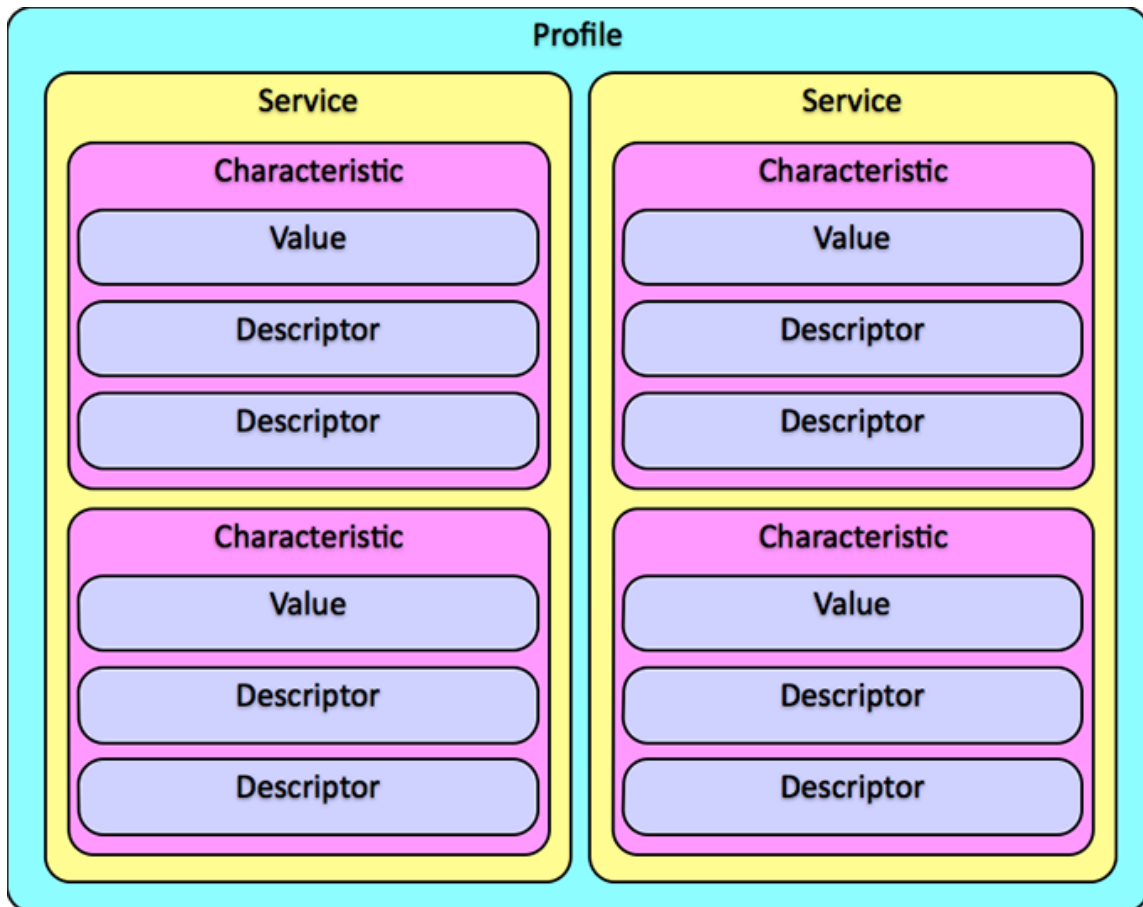 Profile
Service
Characteristic
Value
Descriptor
Descriptor
Characteristic
Value
Descriptor
Descriptor
Service
Characteristic
Value
Descriptor
Descriptor
Characteristic
Value
Descriptor
Descriptor